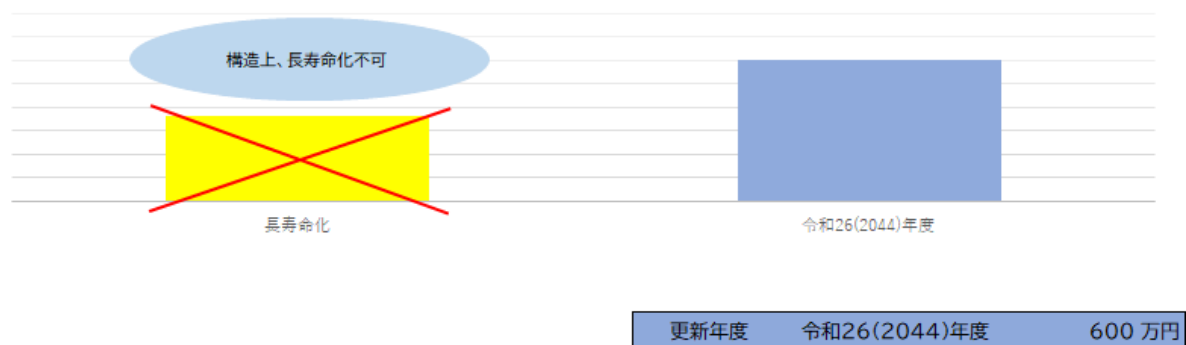 構造上、長寿命化不可
長寿命化
令和26(2044)年度
更新年度 令和26(2044)年度 600 万円